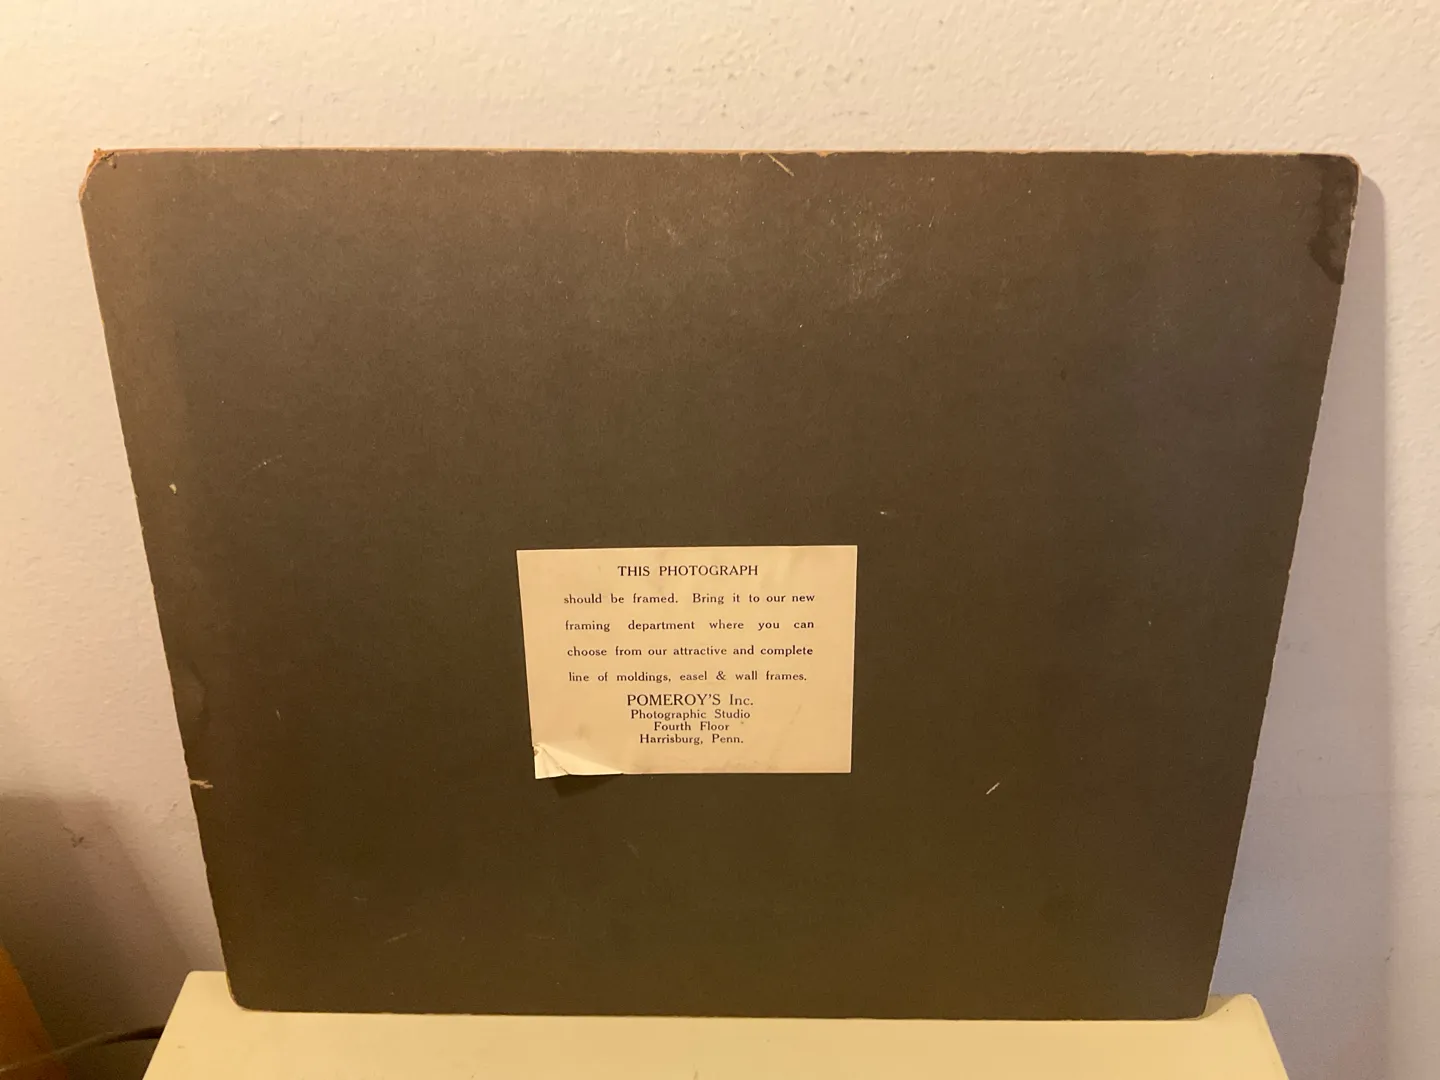 THIS PHOTOGRAPH
should be framed. Bring it to our new
framing department where you can
choose from our attractive and complete
line of moldings, easel & wall frames.
POMEROY'S Inc.
Photographic Studio
Fourth Floor
Harrisburg, Penn.